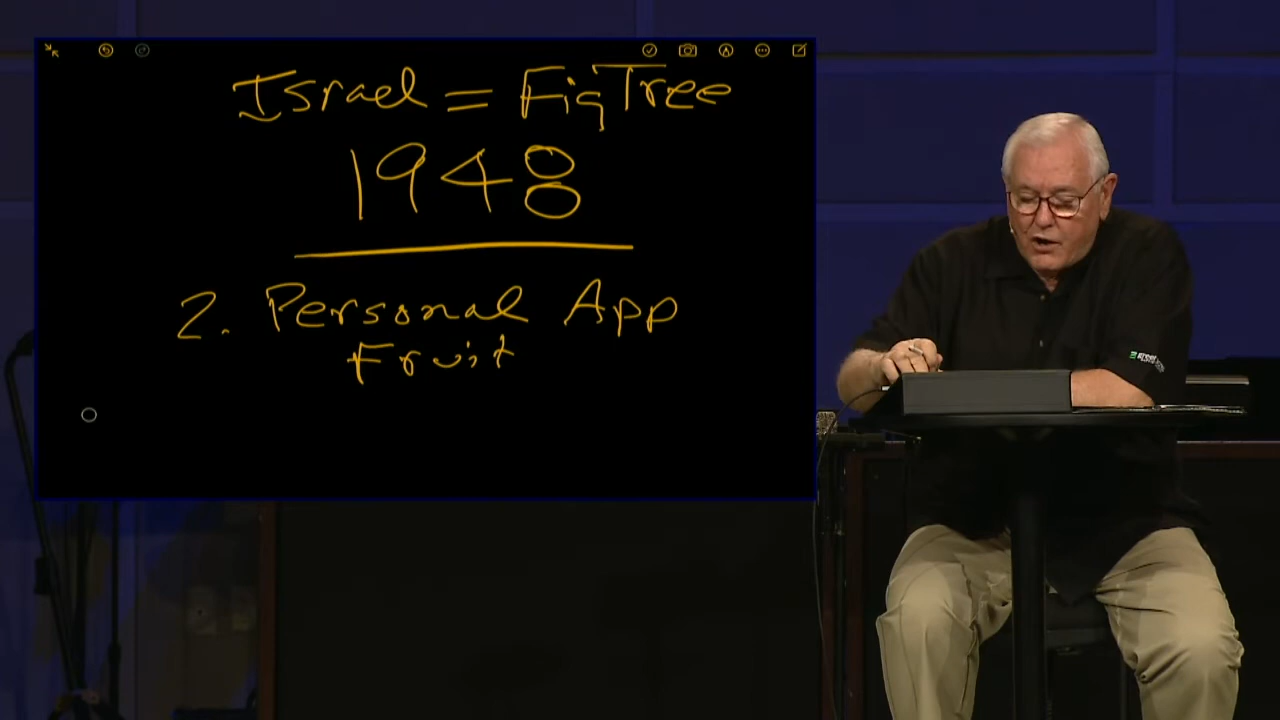 Israel = Fig Tree
1948
2. Personal App
Fruit